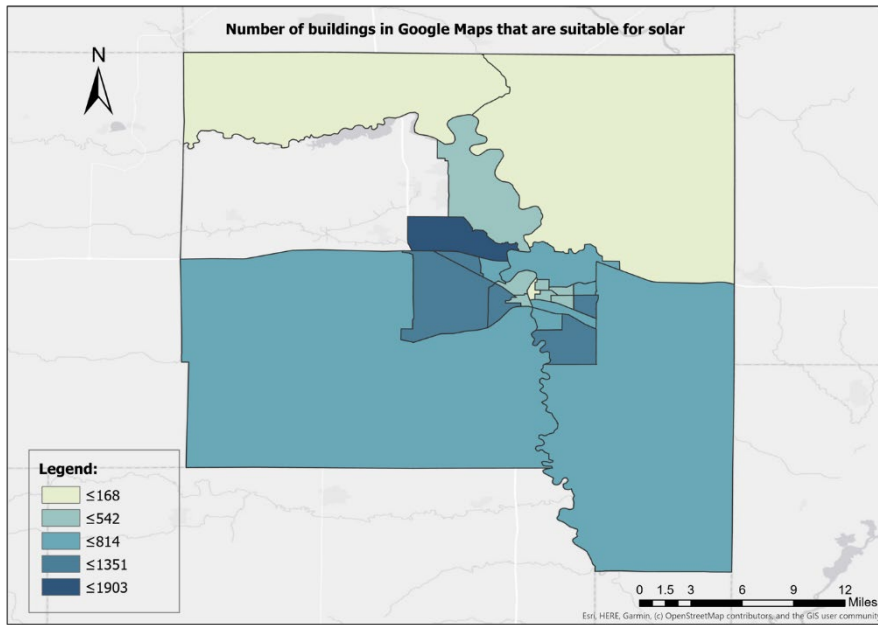 Number of buildings in Google Maps that are suitable for solar
N
Legend:
≤168
≤542
≤814
≤1351
≤1903
0 1.5 3 6 9 12
Miles
Esri, HERE, Garmin, (c) OpenStreetMap contributors, and the GIS user community